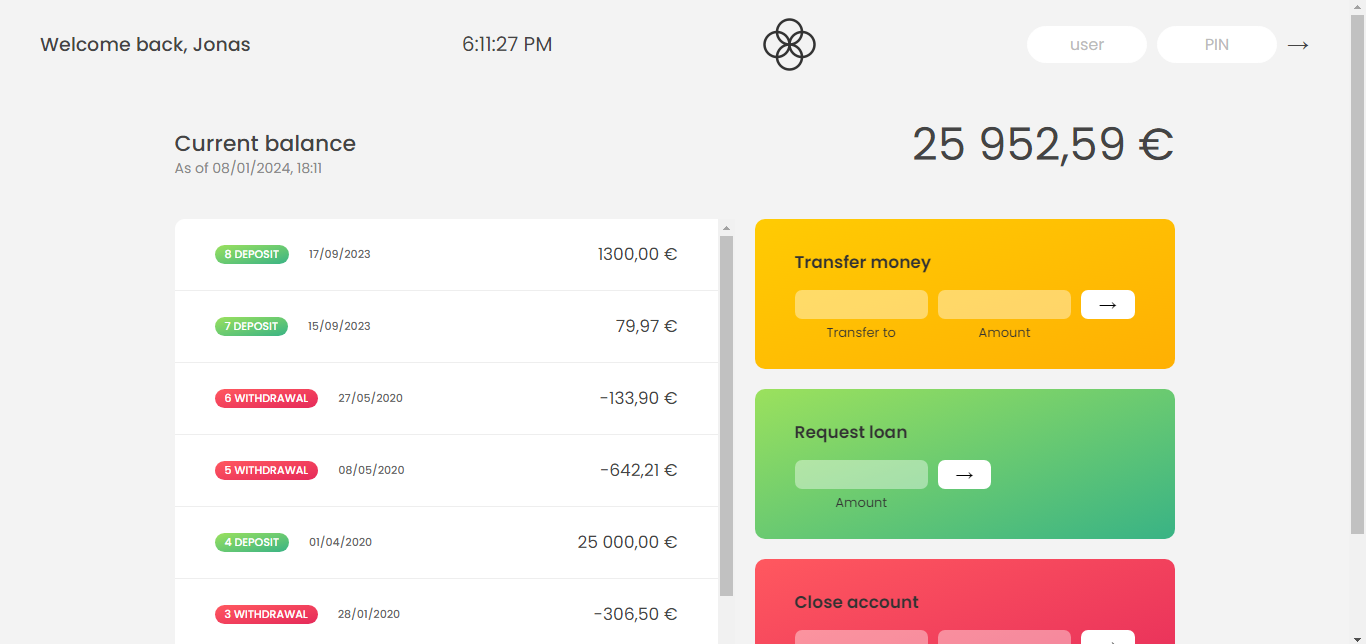 Welcome back, Jonas
6:11:27 PM
user
PIN
→
Current balance
As of 08/01/2024, 18:11
25 952,59 €
8 DEPOSIT 17/09/2023 1300,00 €
7 DEPOSIT 15/09/2023 79,97 €
6 WITHDRAWAL 27/05/2020 -133,90 €
5 WITHDRAWAL 08/05/2020 -642,21 €
4 DEPOSIT 01/04/2020 25 000,00 €
3 WITHDRAWAL 28/01/2020 -306,50 €
Transfer money
→
Transfer to Amount
Request loan
→
Amount
Close account